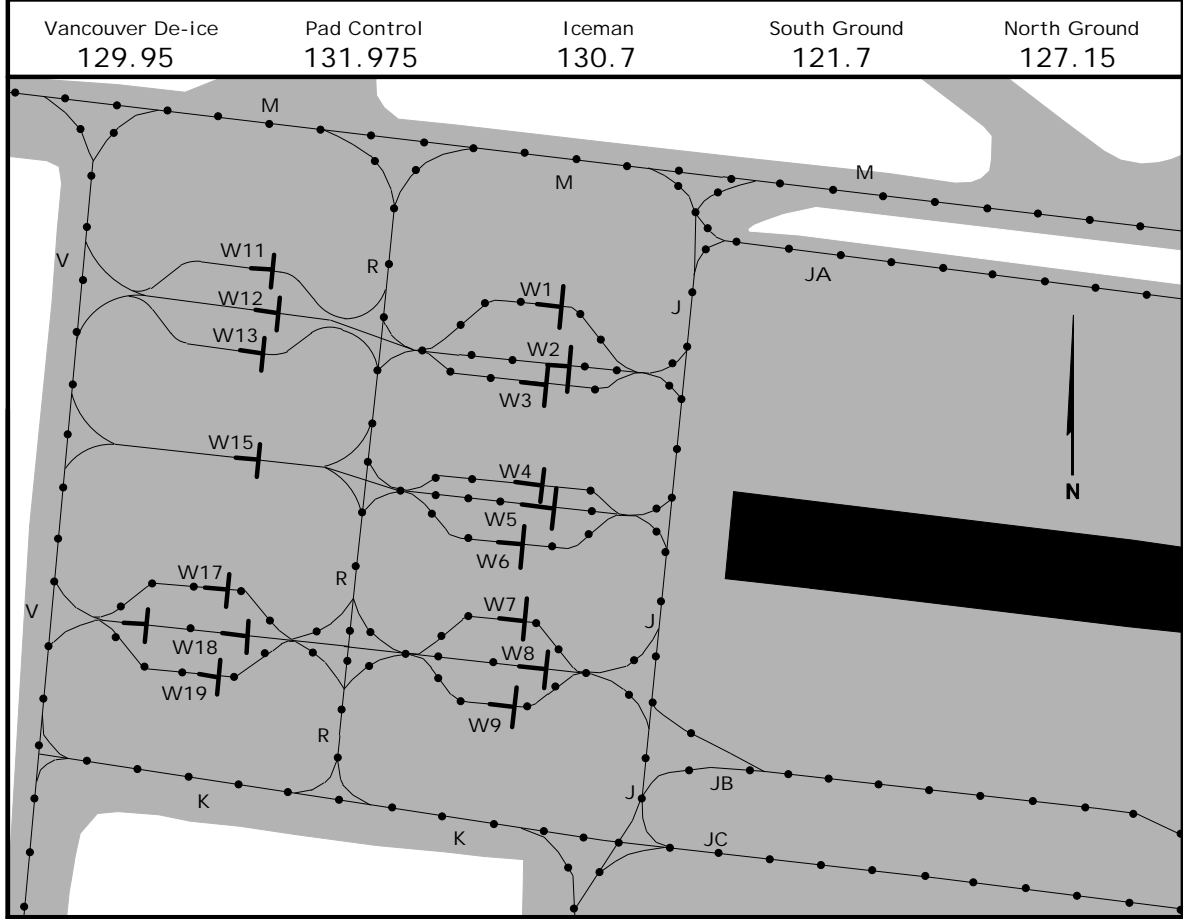 Vancouver De-ice Pad Control Iceman South Ground North Ground
129.95 131.975 130.7 121.7 127.15
M
M
M
V
R
W11
W12
W13
W1
W2
W3
J
JA
W15
W4
W5
W6
N
W17
W18
W19
V
R
W7
W8
W9
J
R
K
K
J
JB
JC